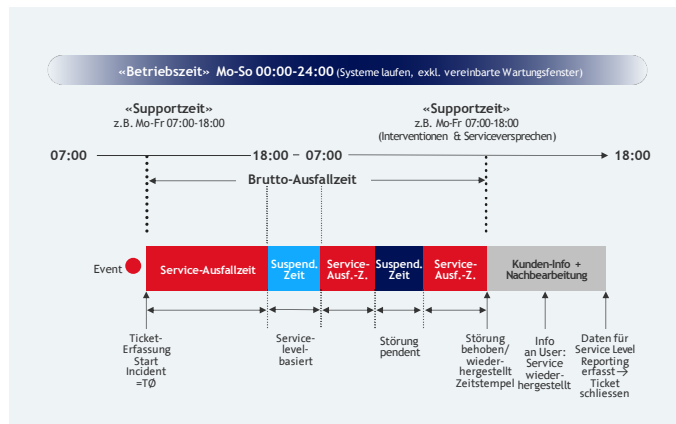 «Betriebszeit» Mo-So 00:00-24:00 (Systeme laufen, exkl. vereinbarte Wartungsfenster)
«Supportzeit»
z.B. Mo-Fr 07:00-18:00
«Supportzeit»
z.B. Mo-Fr 07:00-18:00
(Interventionen & Serviceversprechen)
07:00
18:00 – 07:00
18:00
Brutto-Ausfallzeit
Event
Service-Ausfallzeit
Suspend.
Zeit
Service-
Ausf.-Z.
Suspend.
Zeit
Service-
Ausf.-Z.
Kunden-Info +
Nachbearbeitung
Ticket-
Erfassung
Start
Incident
=TØ
Service-
level-
basiert
Störung
pendent
Störung
behoben/
wieder-
hergestellt
Zeitstempel
Info
an User:
Service
wieder-
hergestellt
Daten für
Service Level
Reporting
erfasst →
Ticket
schliessen